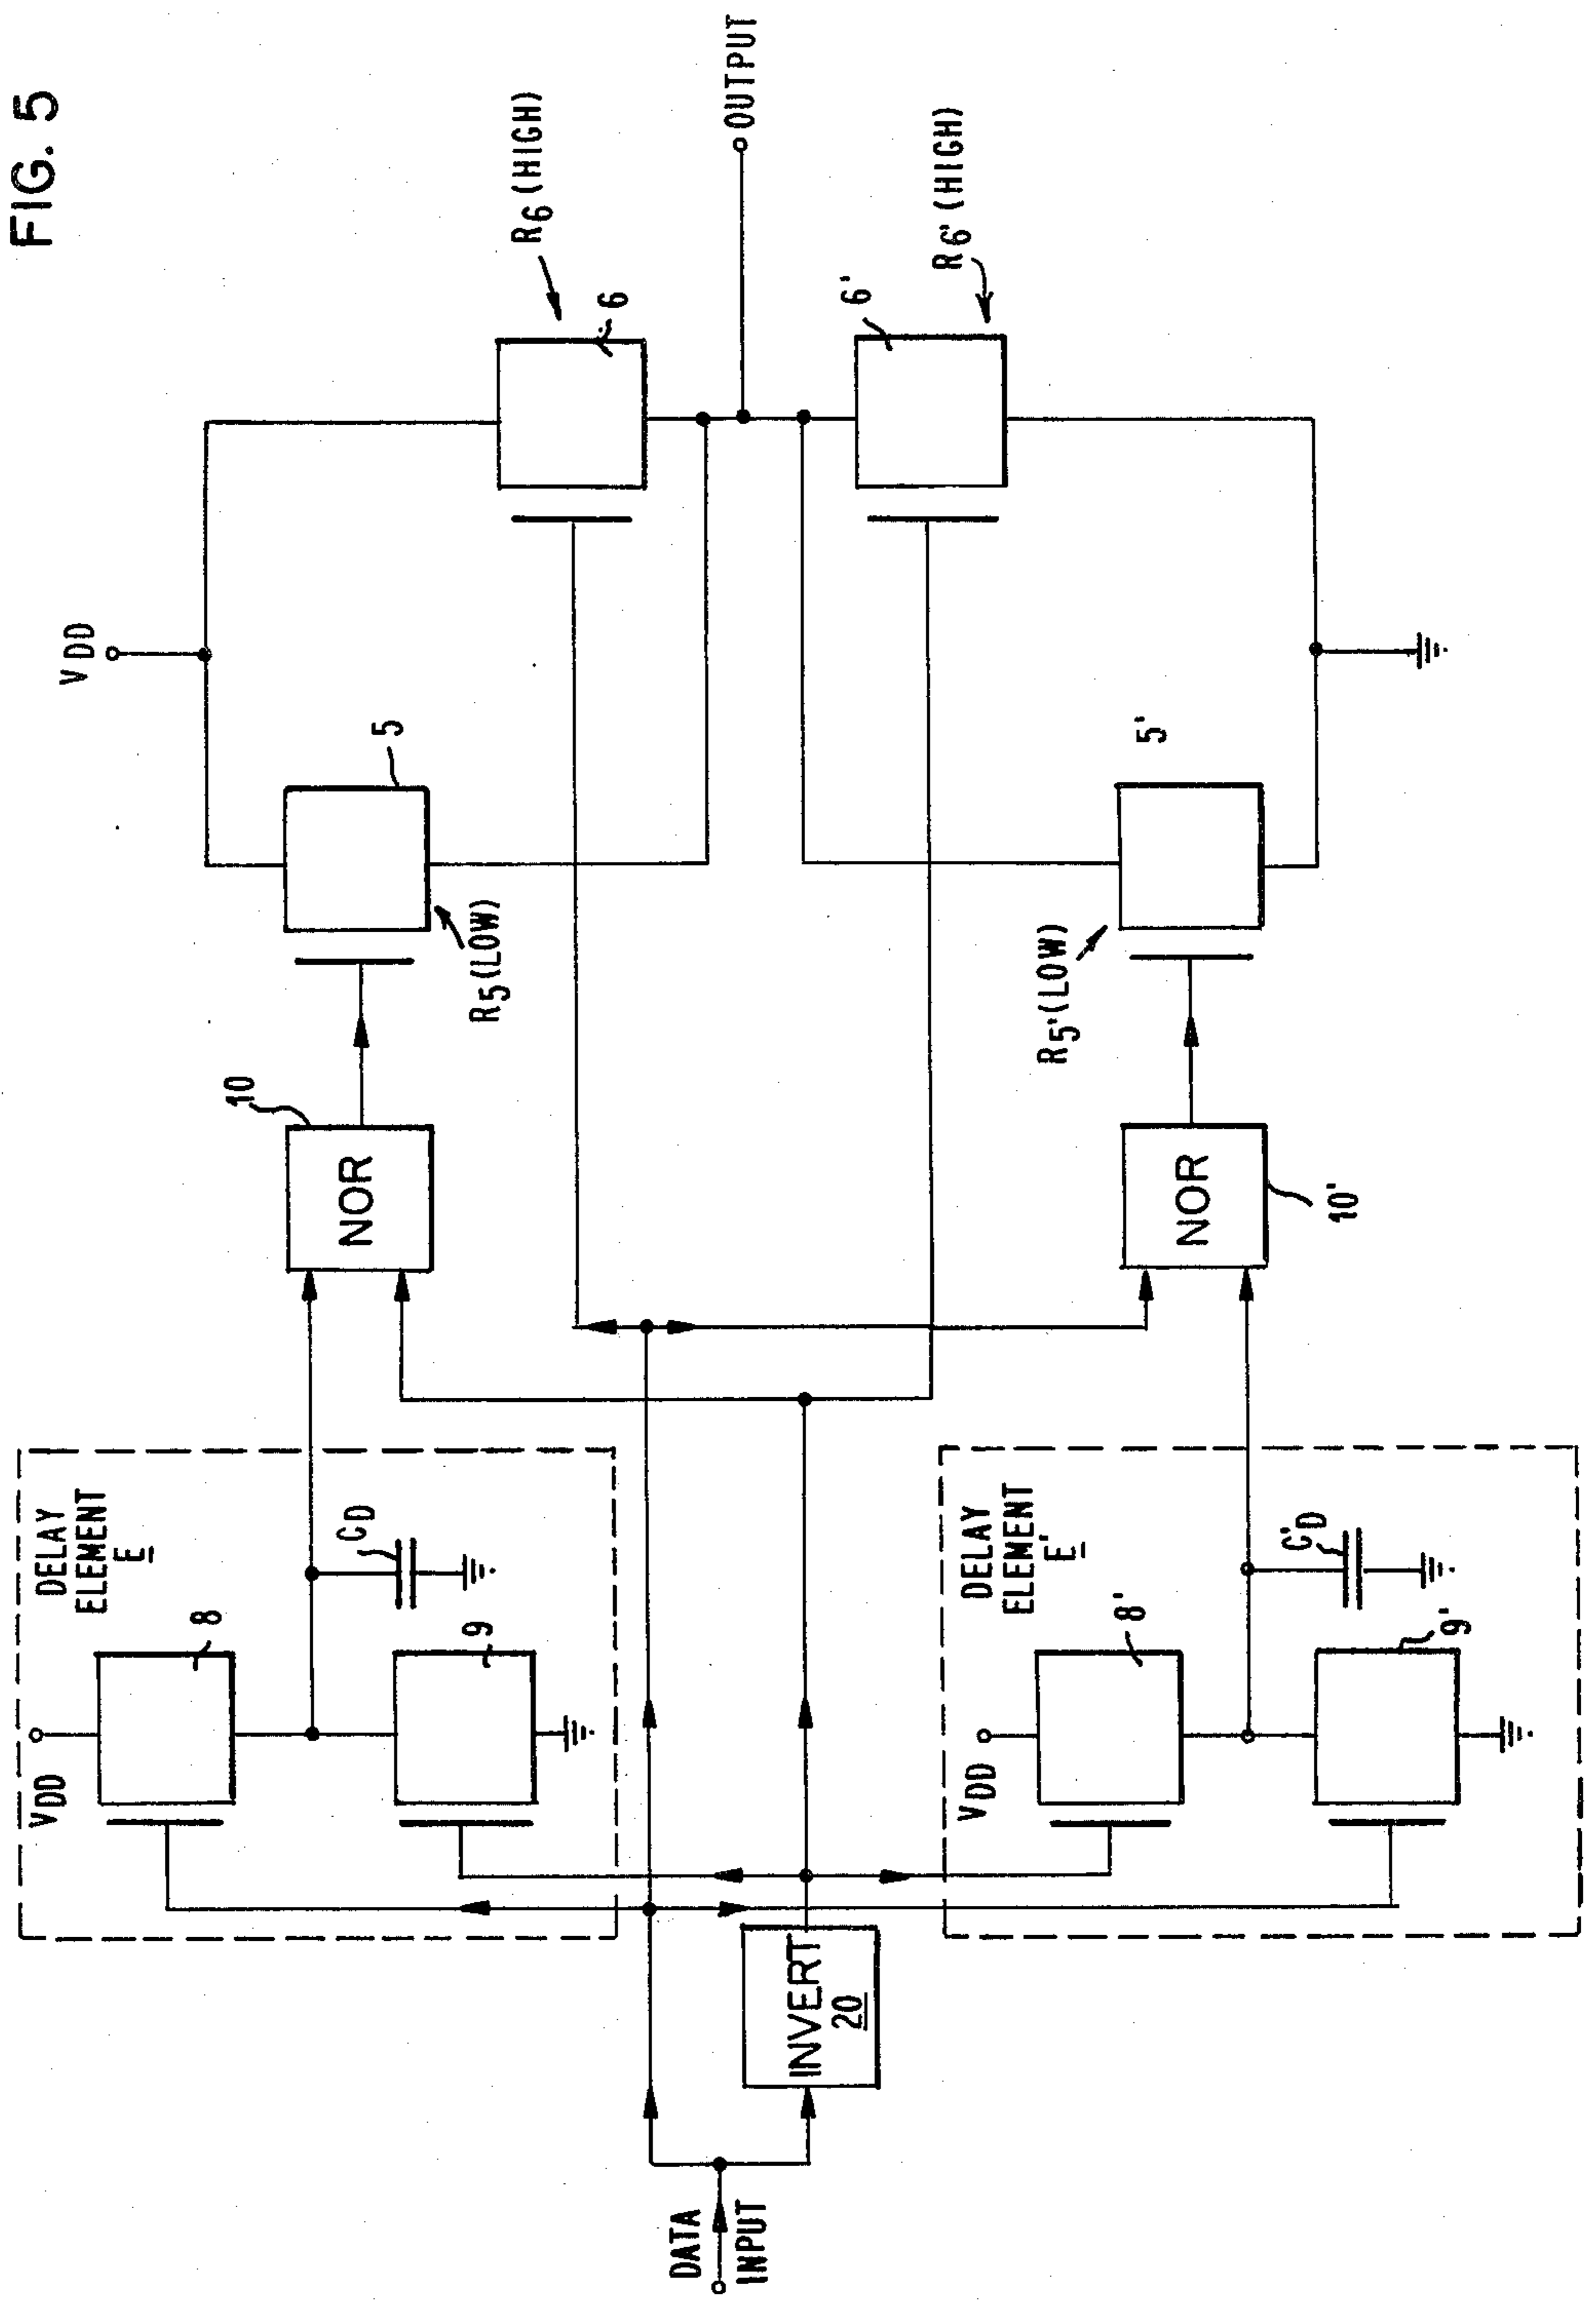 FIG. 5
VDD
5
R5 (LOW)
R6 (HIGH)
6
OUTPUT
6'
R6' (HIGH)
5'
R5' (LOW)
10
NOR
NOR
10'
DELAY
ELEMENT
E
VDD
8
9
CD
DELAY
ELEMENT
E'
VDD
8'
9'
C'D
INVERT
20
DATA
INPUT